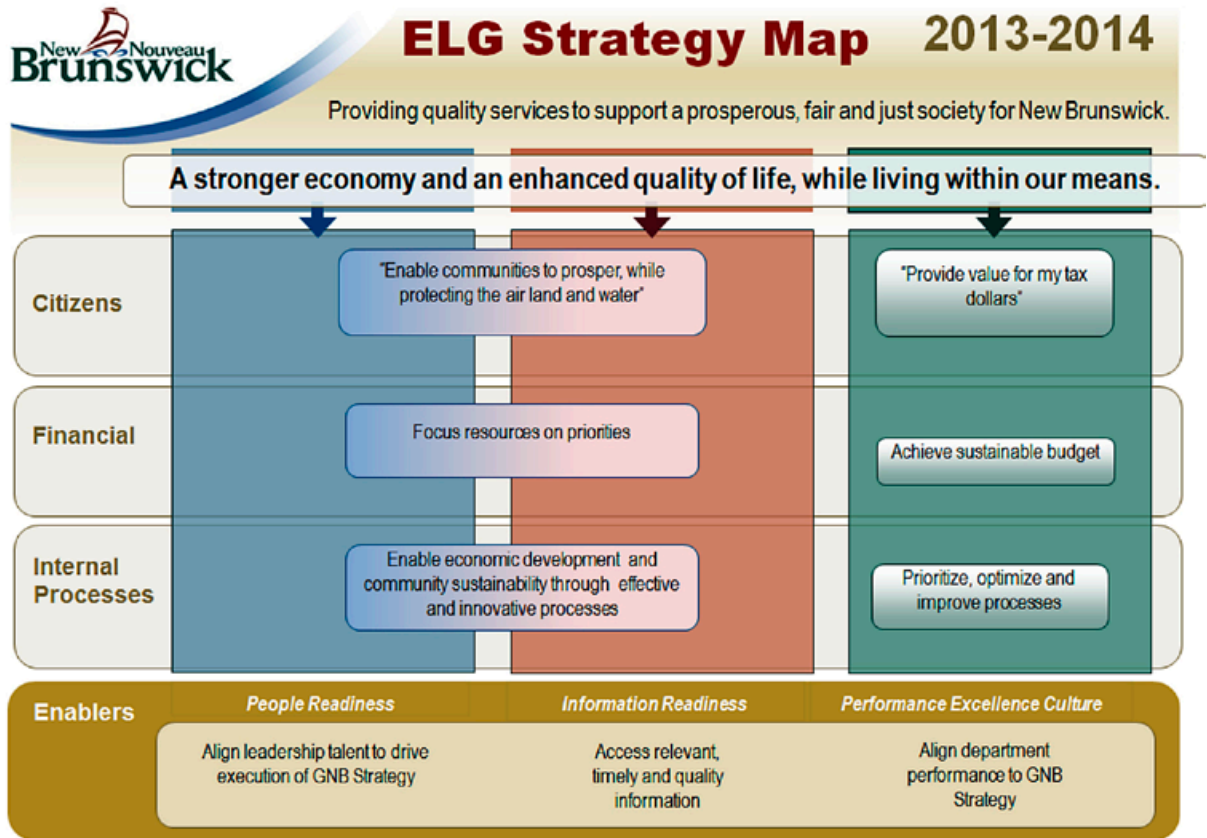 New Nouveau
Brunswick
ELG Strategy Map 2013-2014
Providing quality services to support a prosperous, fair and just society for New Brunswick.
A stronger economy and an enhanced quality of life, while living within our means.
Citizens
"Enable communities to prosper, while
protecting the air land and water"
"Provide value for my tax
dollars"
Financial
Focus resources on priorities
Achieve sustainable budget
Internal
Processes
Enable economic development and
community sustainability through effective
and innovative processes
Prioritize, optimize and
improve processes
Enablers
People Readiness
Information Readiness
Performance Excellence Culture
Align leadership talent to drive
execution of GNB Strategy
Access relevant,
timely and quality
information
Align department
performance to GNB
Strategy